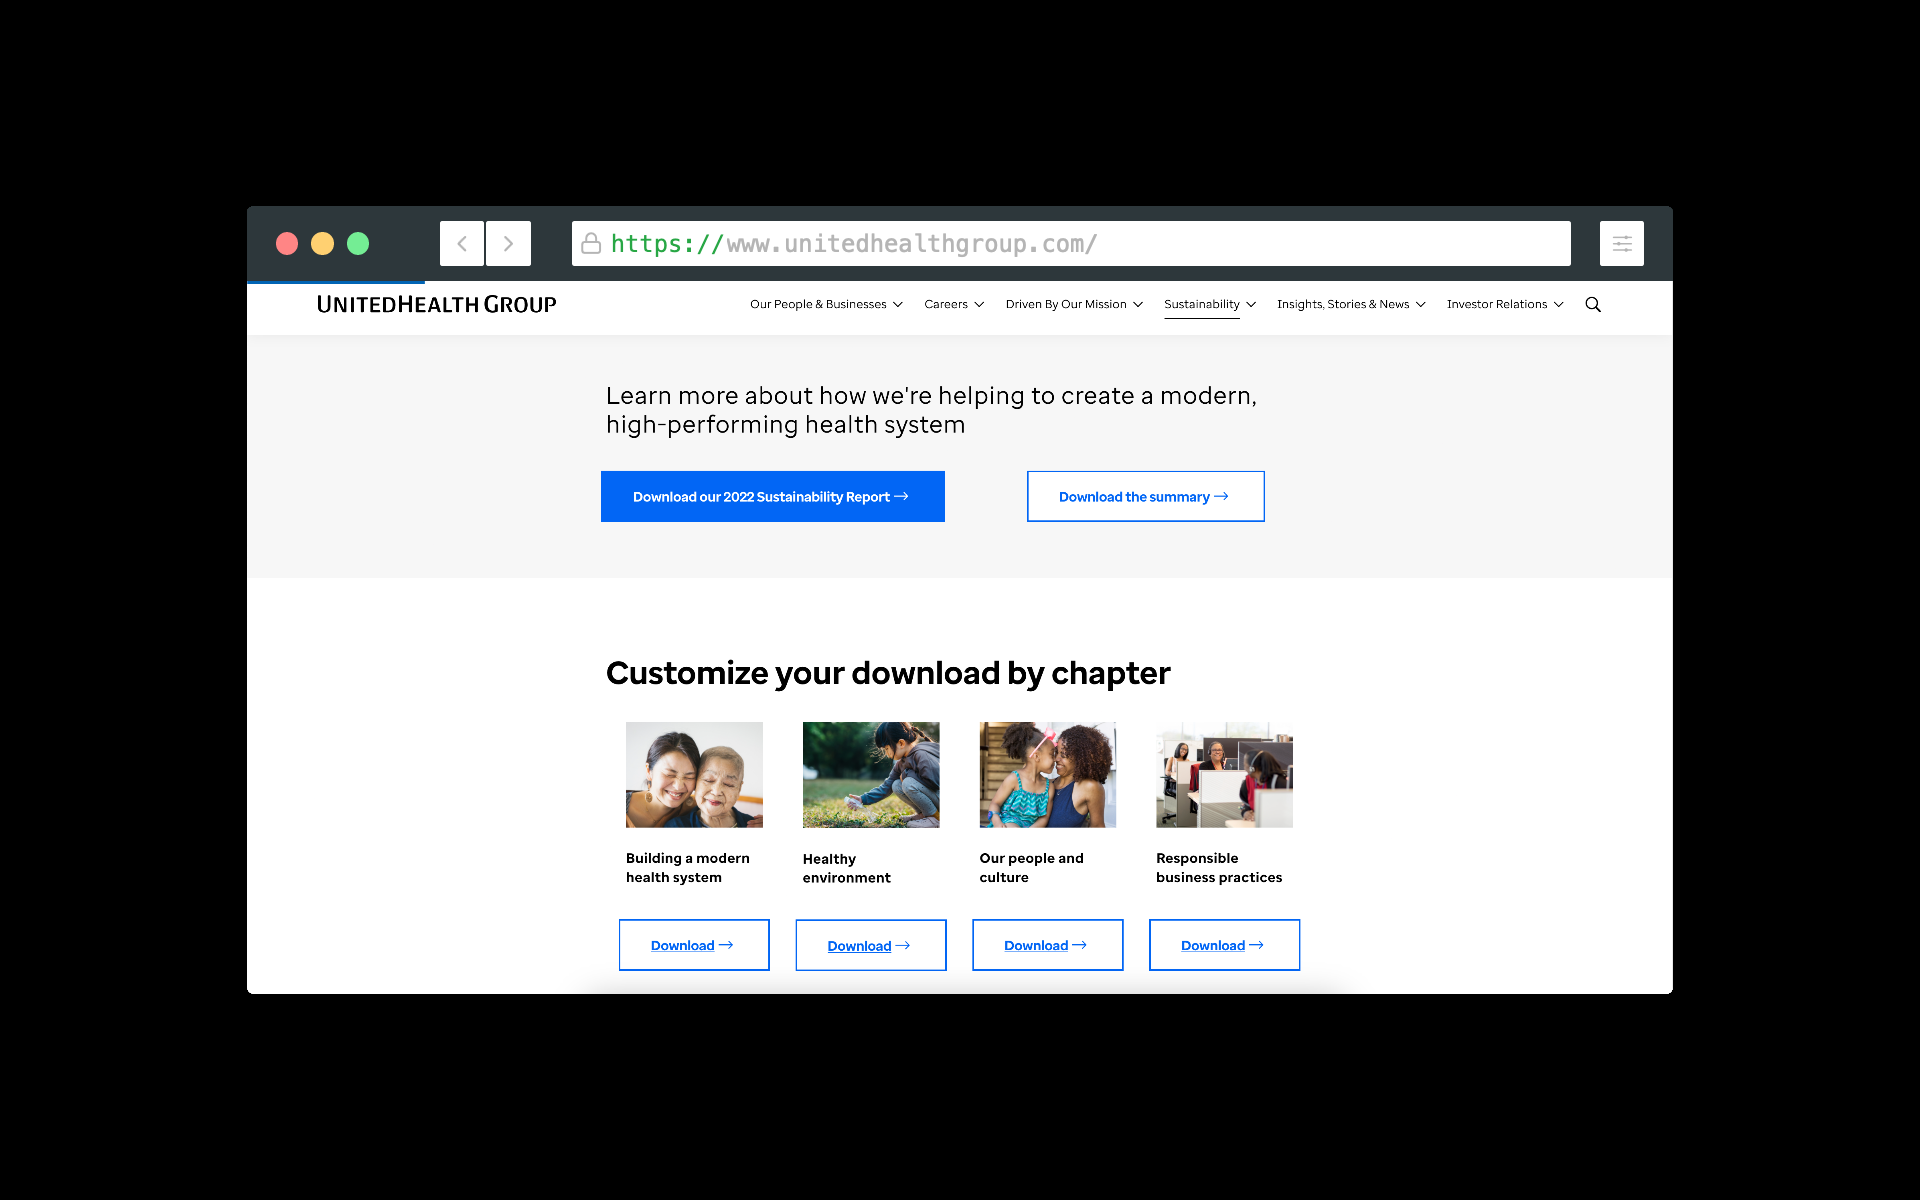 https://www.unitedhealthgroup.com/
UNITEDHEALTH GROUP
Our People & Businesses
Careers
Driven By Our Mission
Sustainability
Insights, Stories & News
Investor Relations
Learn more about how we're helping to create a modern,
high-performing health system
Download our 2022 Sustainability Report →
Download the summary →
Customize your download by chapter
Building a modern
health system
Download →
Healthy
environment
Download →
Our people and
culture
Download →
Responsible
business practices
Download →